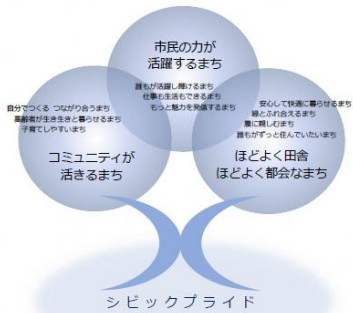 市民の力が
活躍するまち
誰もが活躍し輝けるまち
仕事も生活もできるまち
もっと魅力を発信するまち
自分でつくる つながり合うまち
高齢者が生き生きと暮らせるまち
子育てしやすいまち
コミュニティが
活きるまち
安心して快適に暮らせるまち
緑とふれ合えるまち
農に親しむまち
誰もがずっと住んでいたいまち
ほどよく田舎
ほどよく都会なまち
シビックプライド